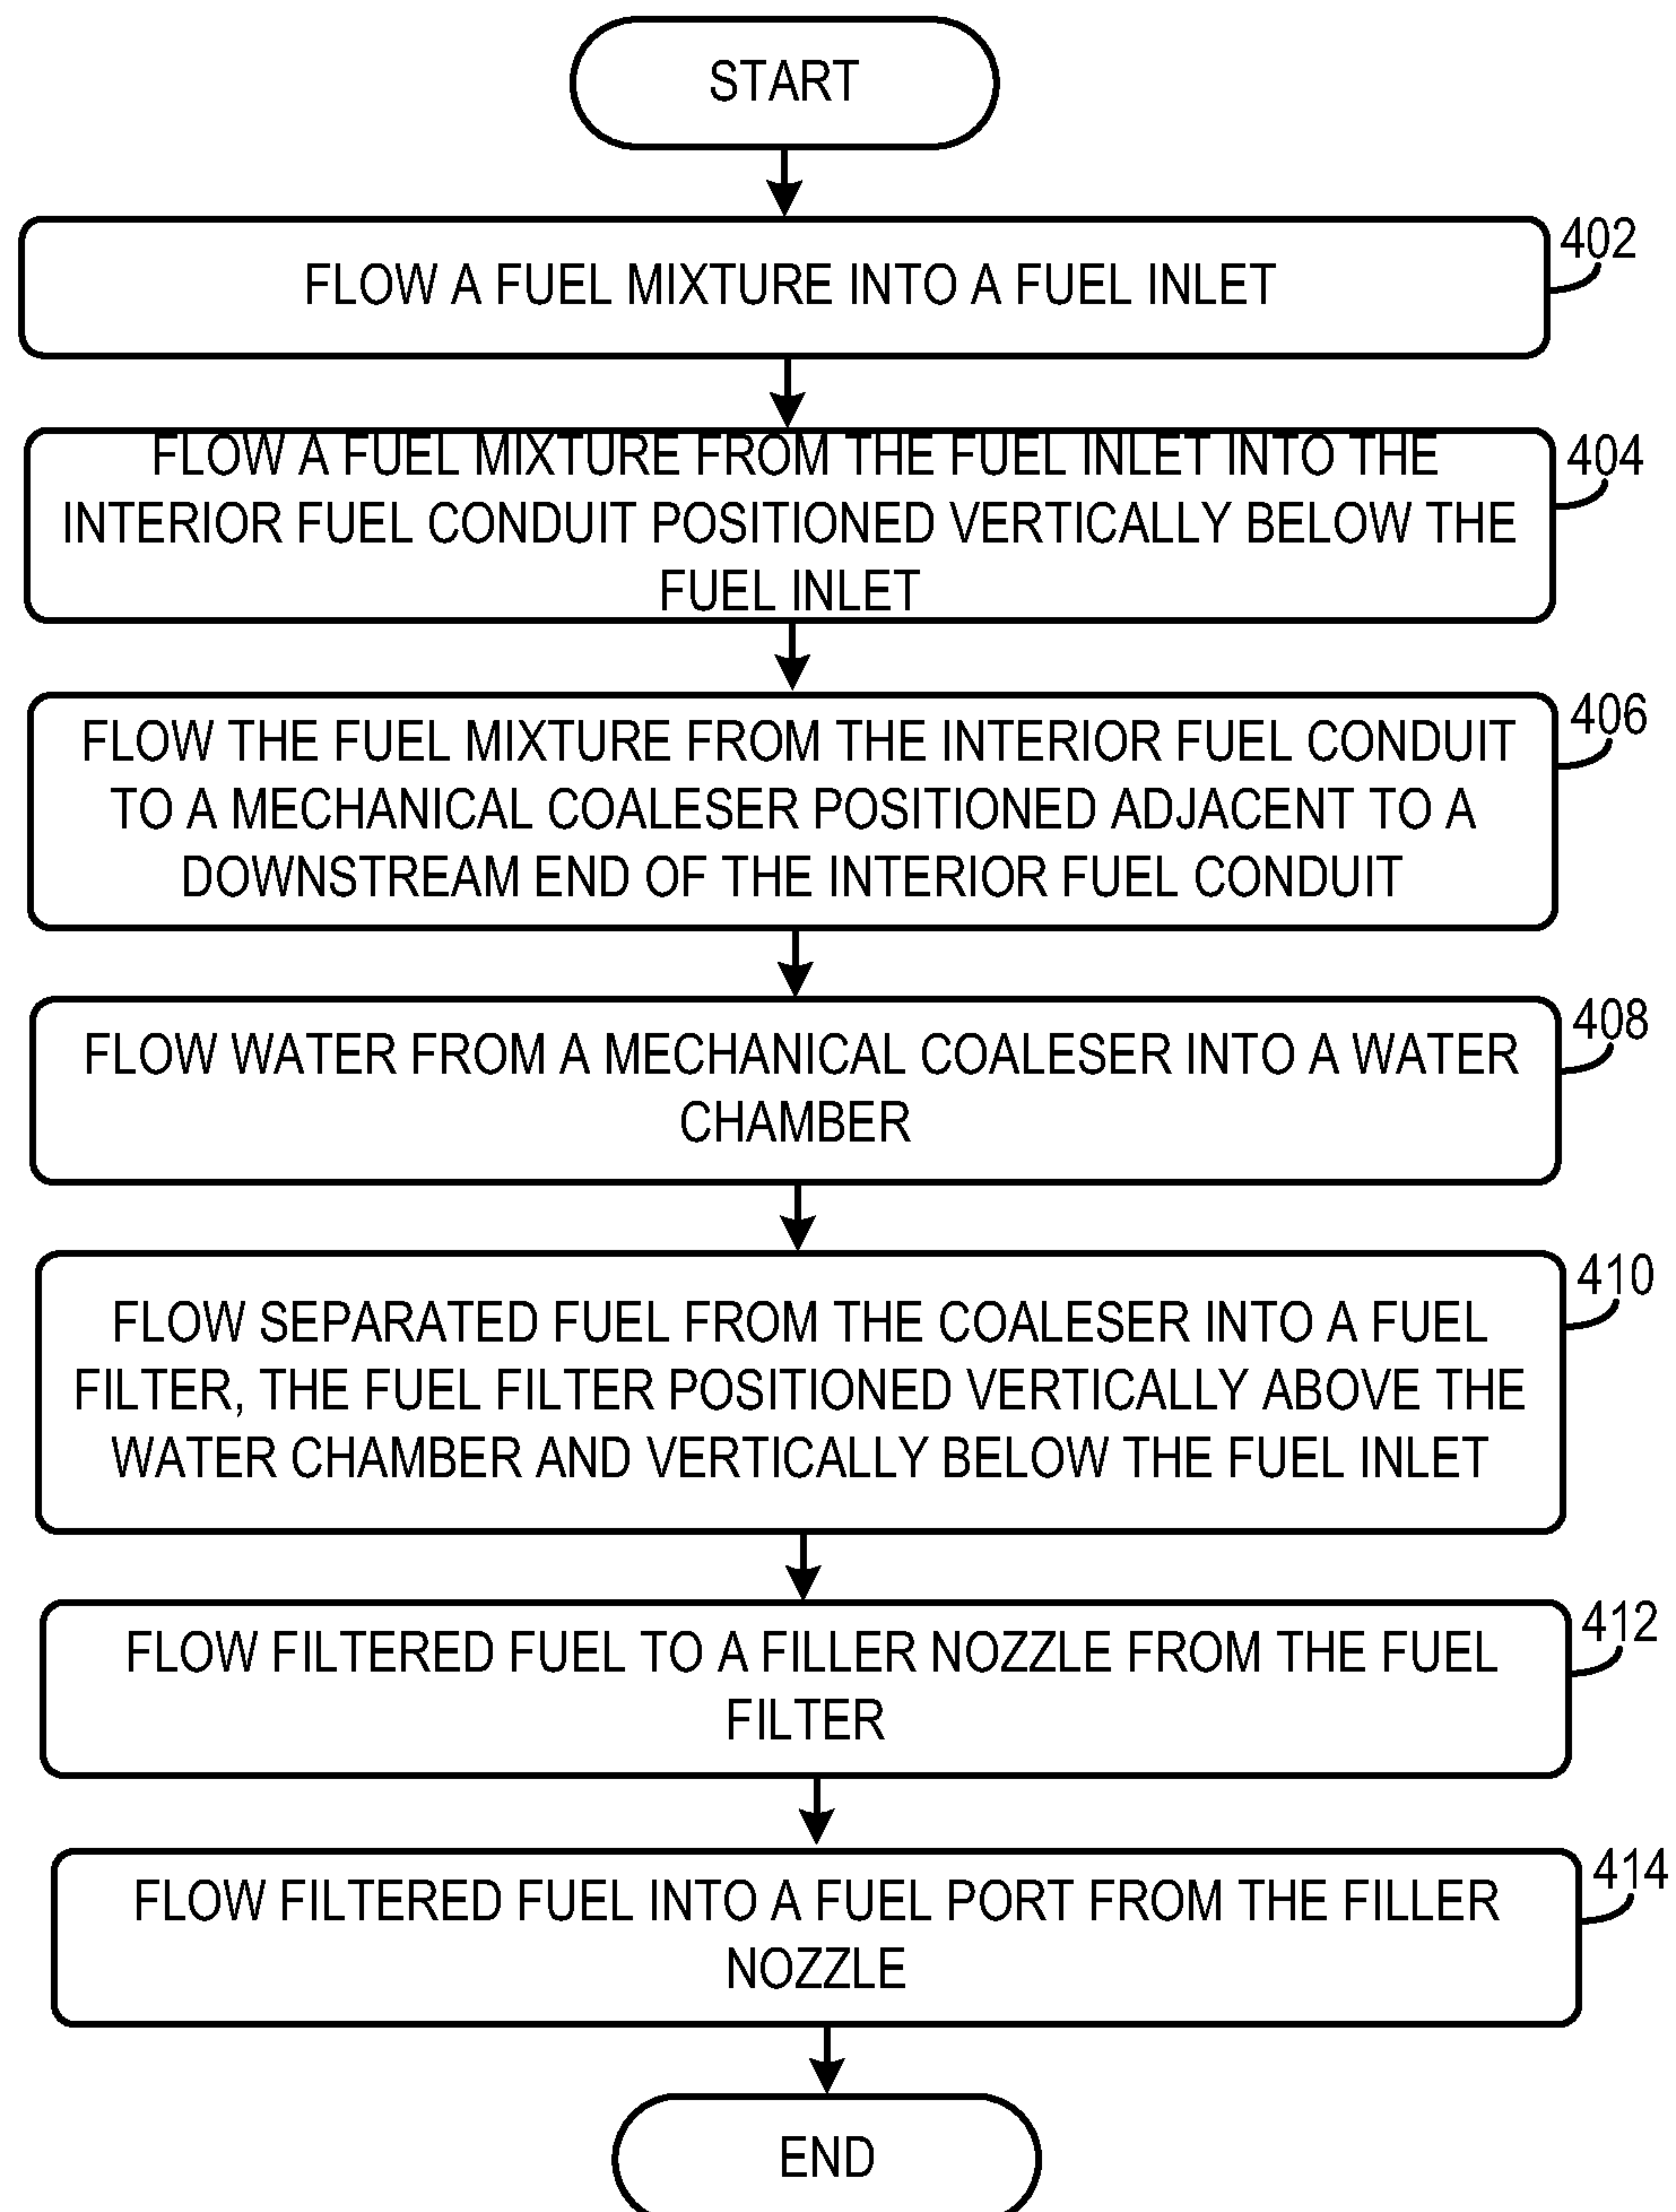 START
402
FLOW A FUEL MIXTURE INTO A FUEL INLET
404
FLOW A FUEL MIXTURE FROM THE FUEL INLET INTO THE
INTERIOR FUEL CONDUIT POSITIONED VERTICALLY BELOW THE
FUEL INLET
406
FLOW THE FUEL MIXTURE FROM THE INTERIOR FUEL CONDUIT
TO A MECHANICAL COALESER POSITIONED ADJACENT TO A
DOWNSTREAM END OF THE INTERIOR FUEL CONDUIT
408
FLOW WATER FROM A MECHANICAL COALESER INTO A WATER
CHAMBER
410
FLOW SEPARATED FUEL FROM THE COALESER INTO A FUEL
FILTER, THE FUEL FILTER POSITIONED VERTICALLY ABOVE THE
WATER CHAMBER AND VERTICALLY BELOW THE FUEL INLET
412
FLOW FILTERED FUEL TO A FILLER NOZZLE FROM THE FUEL
FILTER
414
FLOW FILTERED FUEL INTO A FUEL PORT FROM THE FILLER
NOZZLE
END